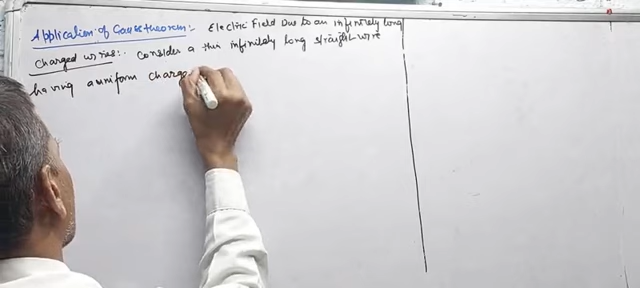 Application of Gauss theorem:- Electric Field Due to an infinitely long
charged wires:- Consider a thin infinitely long straight wire
having a uniform charge